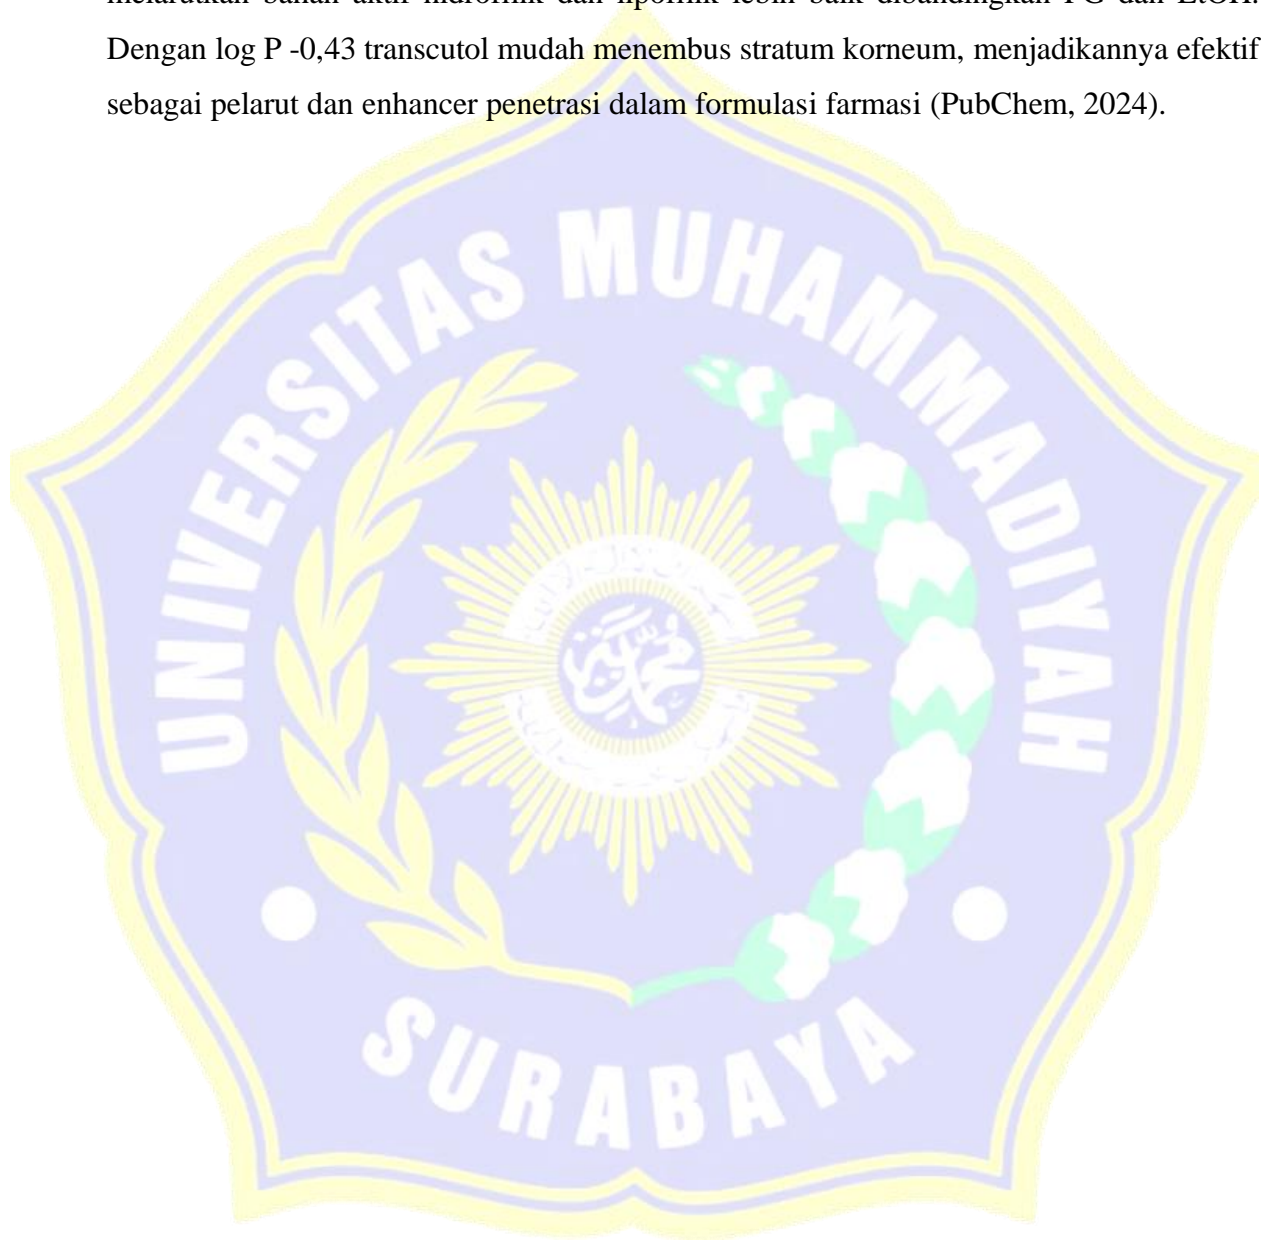 melarutkan bahan aktif hidrofilik dan lipofilik lebih baik dibandingkan PG dan EtOH.
Dengan log P -0,43 transcutol mudah menembus stratum korneum, menjadikannya efektif
sebagai pelarut dan enhancer penetrasi dalam formulasi farmasi (PubChem, 2024).
UNIVERSITAS MUHAMMADIYAH
SURABAYA